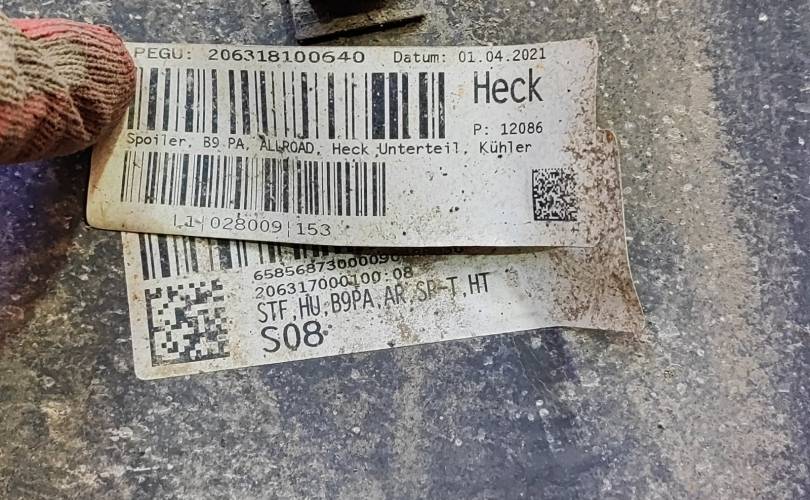 PEGU: 206318100640 Datum: 01.04.2021
Heck
P: 12086
Spoiler, B9 PA, ALLROAD, Heck Unterteil, Kühler
L1|028009|153
206317000100:08
STF,HU,B9PA,AR,SR-T,HT
S08